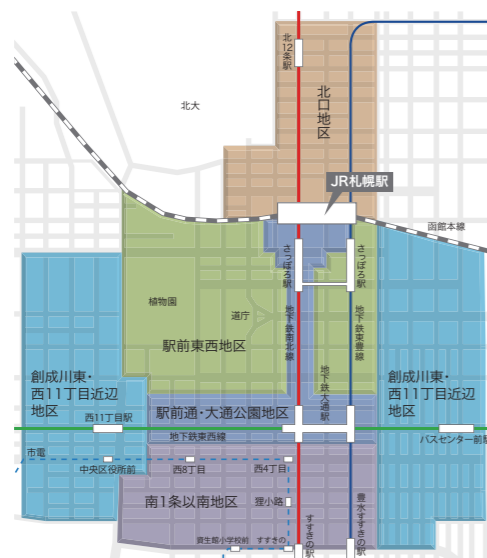 北12条駅
北大
北口地区
JR札幌駅
函館本線
さっぽろ駅
さっぽろ駅
植物園
道庁
地下鉄南北線
地下鉄東豊線
駅前東西地区
地下鉄大通駅
創成川東・
西11丁目近辺
地区
創成川東・
西11丁目近辺
地区
駅前通・大通公園地区
西11丁目駅
地下鉄東西線
バスセンター前駅
市電
中央区役所前
西8丁目
西4丁目
南1条以南地区
狸小路
資生館小学校前
すすきの
すすきの駅
豊水すすきの駅